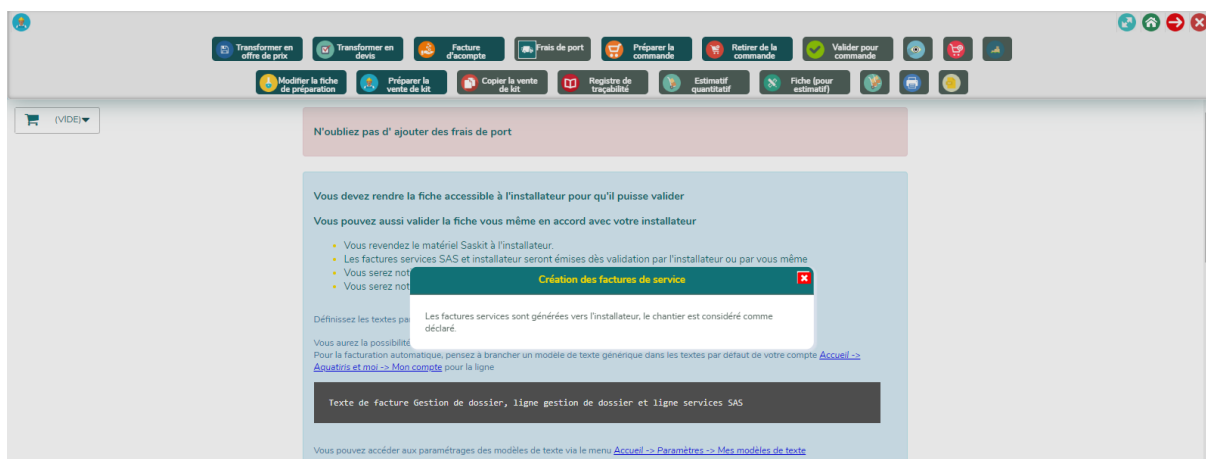 Transformer en
offre de prix
Transformer en
devis
Facture
d'acompte
Frais de port
Préparer la
commande
Retirer de la
commande
Valider pour
commande
Modifier la fiche
de préparation
Préparer la
vente de kit
Copier la vente
de kit
Registre de
traçabilité
Estimatif
quantitatif
Fiche (pour
estimatif)
(VIDE)
N'oubliez pas d' ajouter des frais de port
Vous devez rendre la fiche accessible à l'installateur pour qu'il puisse valider
Vous pouvez aussi valider la fiche vous même en accord avec votre installateur
Vous revendez le matériel Saskit à l'installateur.
Les factures services SAS et installateur seront émises dès validation par l'installateur ou par vous même
Vous serez not
Vous serez not
Création des factures de service
Les factures services sont générées vers l'installateur, le chantier est considéré comme
déclaré.
Définissez les textes pa
Vous aurez la possibilité
Pour la facturation automatique, pensez à brancher un modèle de texte générique dans les textes par défaut de votre compte Accueil ->
Aquatiris et moi -> Mon compte pour la ligne
Texte de facture Gestion de dossier, ligne gestion de dossier et ligne services SAS
Vous pouvez accéder aux paramétrages des modèles de texte via le menu Accueil -> Paramètres -> Mes modèles de texte